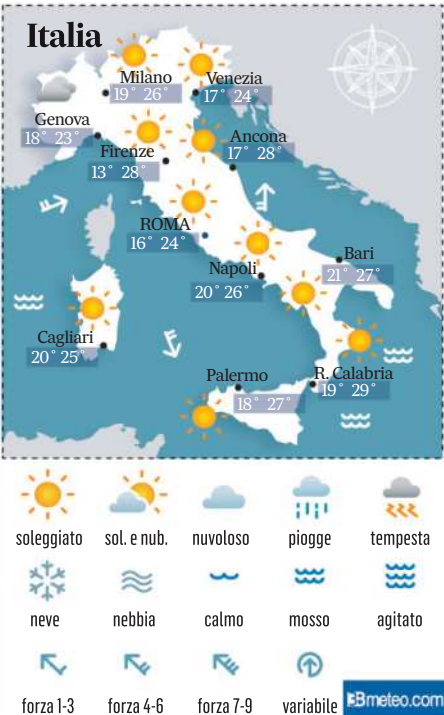 Italia
Milano
19° 26°
Venezia
17° 24°
Genova
18° 23°
Firenze
13° 28°
Ancona
17° 28°
ROMA
16° 24°
Napoli
20° 26°
Bari
21° 27°
Cagliari
20° 25°
Palermo
18° 27°
R. Calabria
19° 29°
soleggiato
sol. e nub.
nuvoloso
piogge
tempesta
neve
nebbia
calmo
mosso
agitato
forza 1-3
forza 4-6
forza 7-9
variabile
3Bmeteo.com